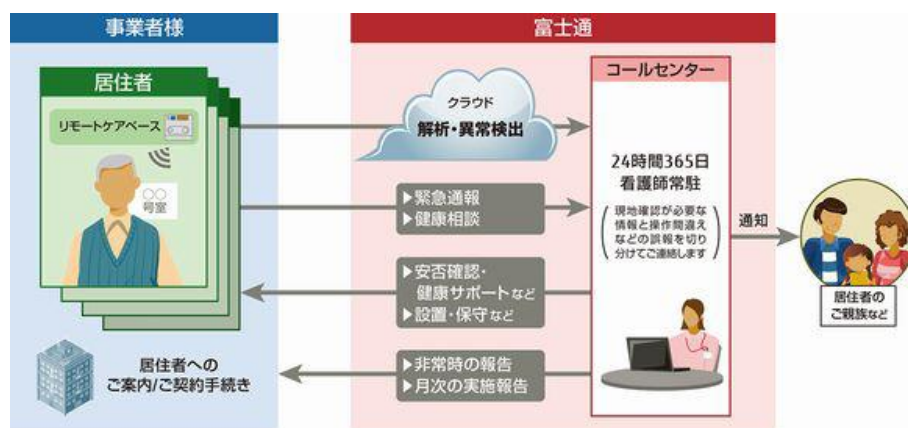 事業者様
富士通
居住者
リモートケアベース
○○
号室
クラウド
解析・異常検出
コールセンター
24時間365日
看護師常駐
(現地確認が必要な
情報と操作間違え
などの誤報を切り
分けてご連絡します)
▶緊急通報
▶健康相談
▶安否確認・
健康サポートなど
▶設置・保守など
▶非常時の報告
▶月次の実施報告
通知
居住者の
ご親族など
居住者への
ご案内/ご契約手続き